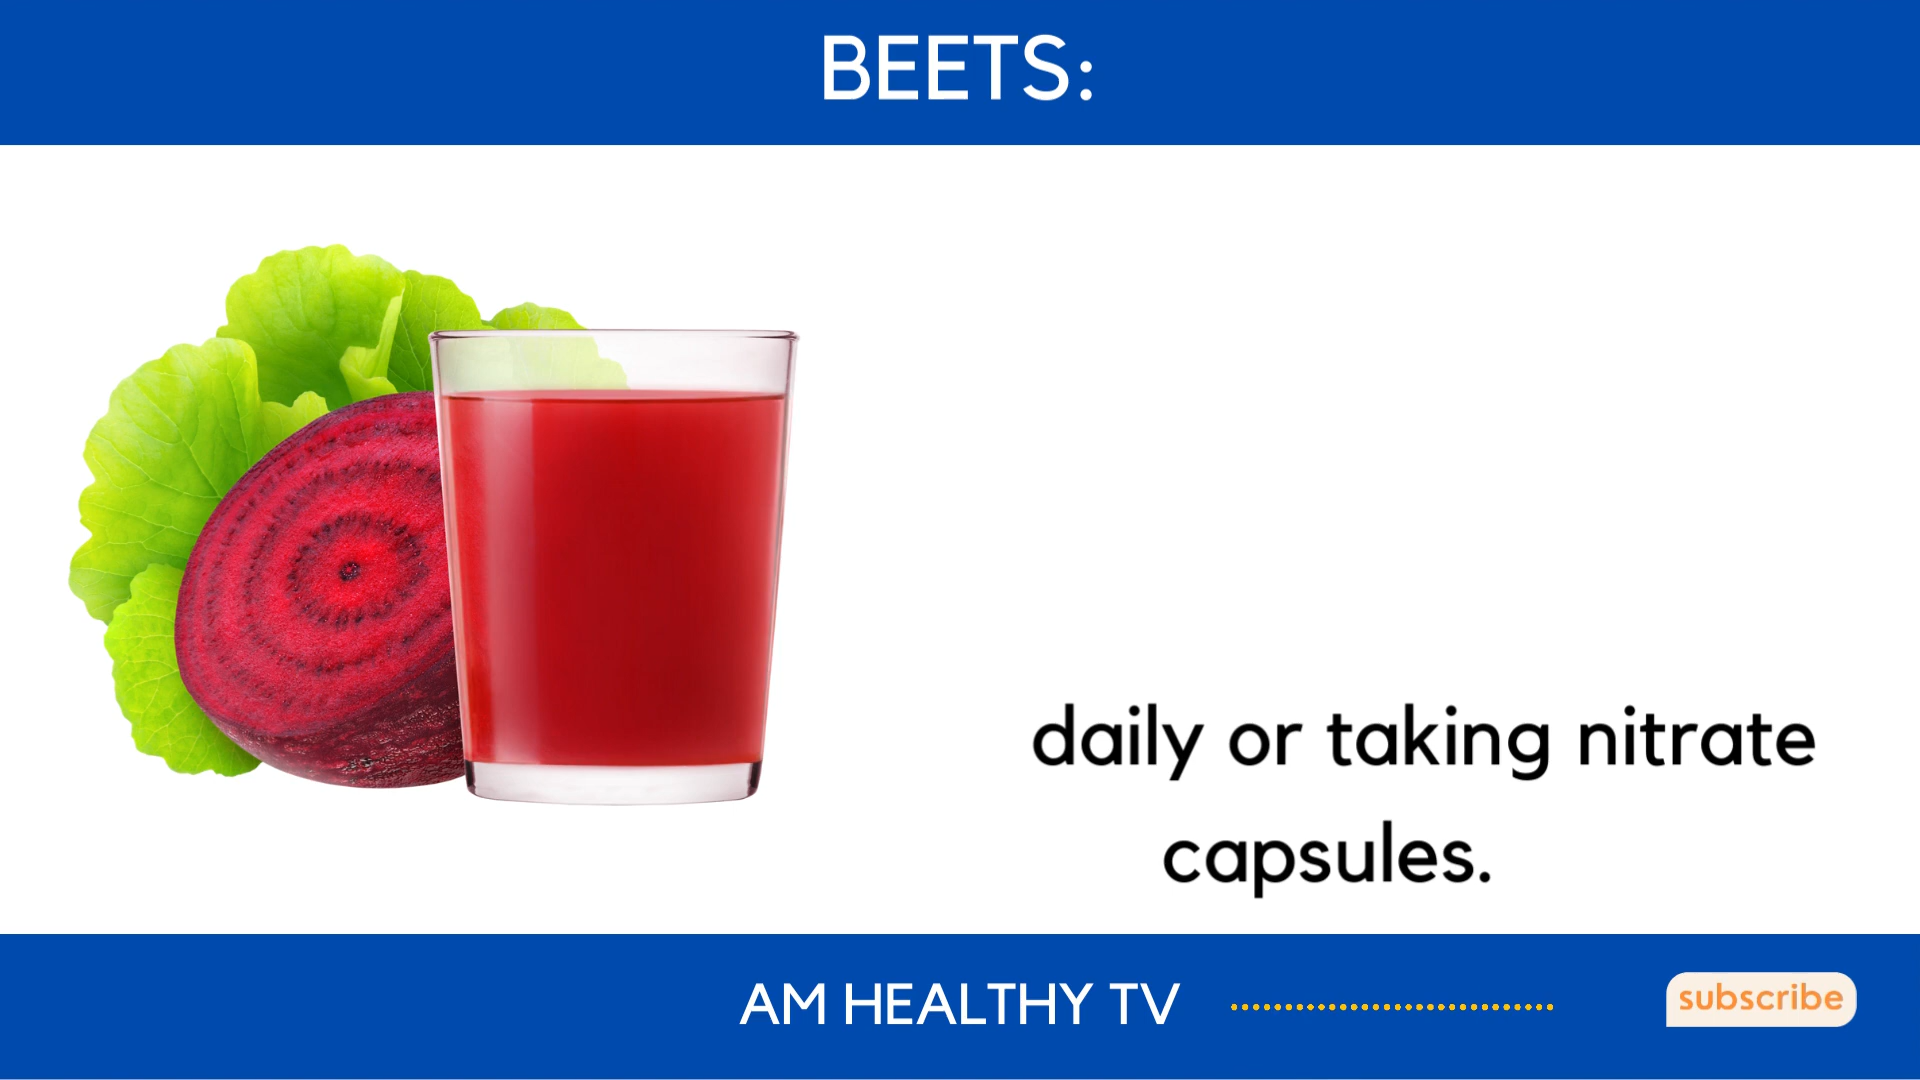 BEETS:
daily or taking nitrate
capsules.
AM HEALTHY TV
subscribe